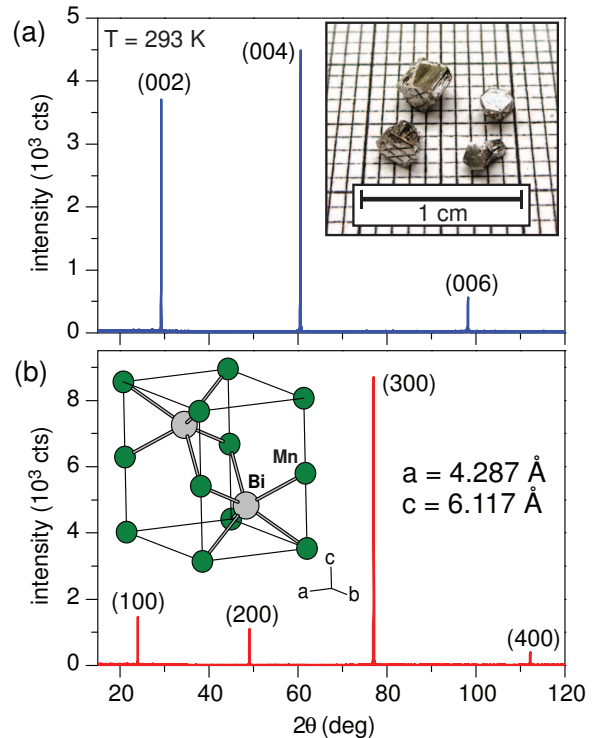 (a)
T = 293 K
(002)
(004)
(006)
1 cm
intensity (10³ cts)
5
4
3
2
1
0
(b)
(100)
(200)
(300)
(400)
Mn
Bi
a = 4.287 Å
c = 6.117 Å
c
a
b
intensity (10³ cts)
8
6
4
2
0
20 40 60 80 100 120
2θ (deg)